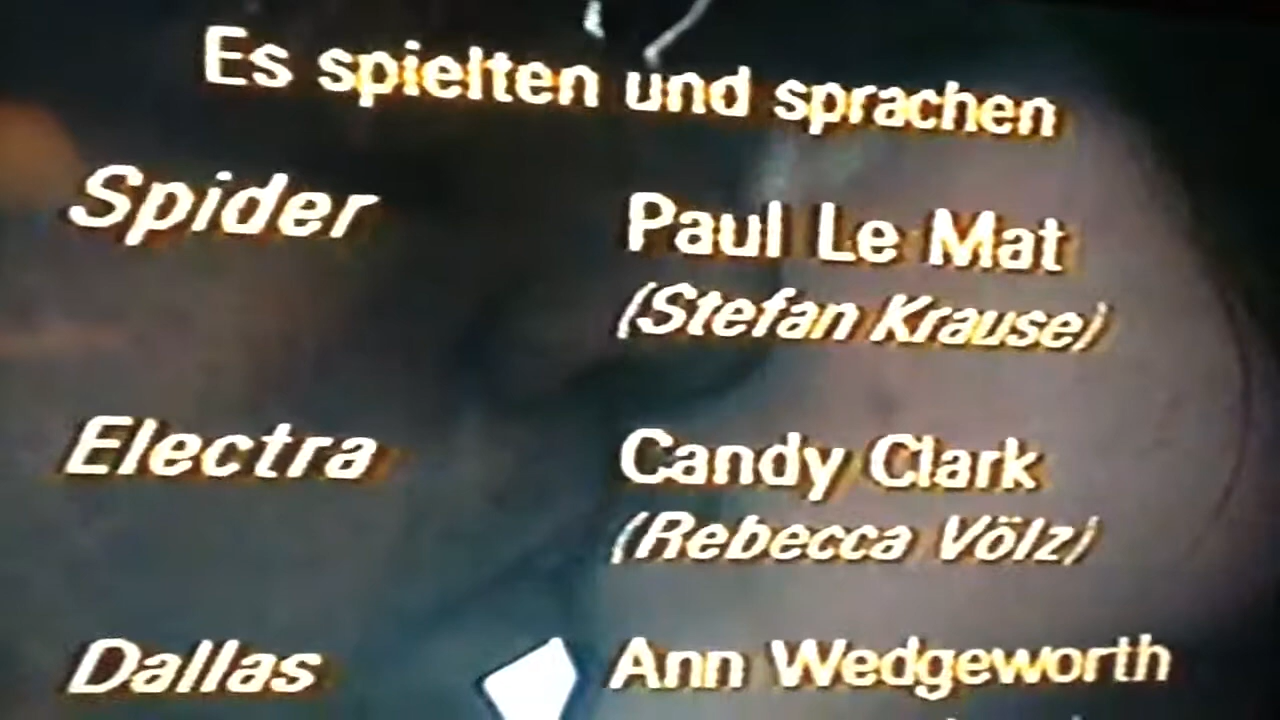 Es spielten und sprachen
Spider Paul Le Mat
(Stefan Krause)
Electra Candy Clark
(Rebecca Völz)
Dallas Ann Wedgeworth